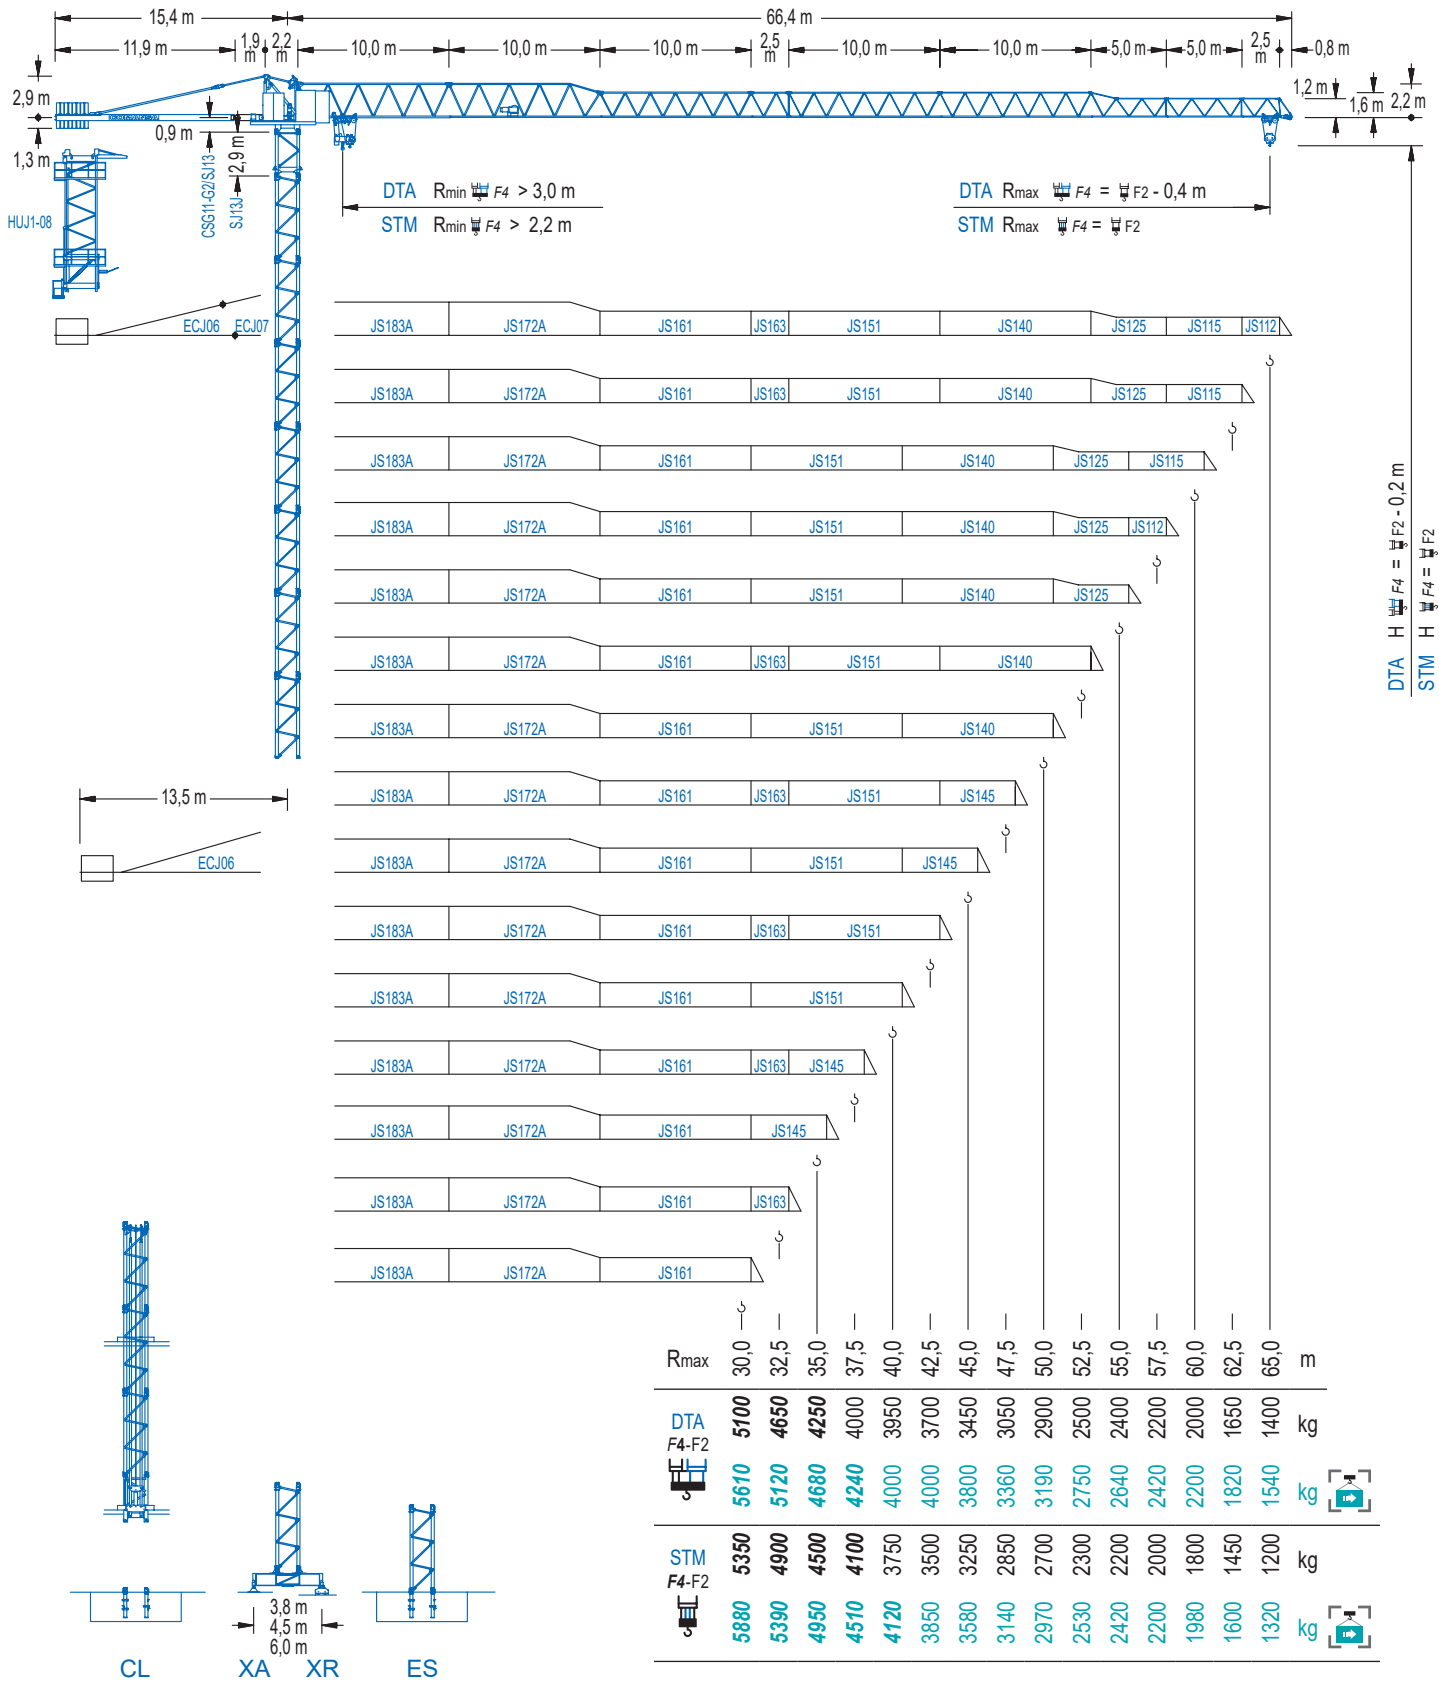 15,4 m 66,4 m
11,9 m 1,9 m 2,2 m 10,0 m 10,0 m 10,0 m 2,5 m 10,0 m 10,0 m 5,0 m 5,0 m 2,5 m 0,8 m
2,9 m
1,3 m
0,9 m
2,9 m
1,2 m
1,6 m
2,2 m
CSG11-G2/SJ13
SJ13J
HUJ1-08
DTA Rmin F4 > 3,0 m
STM Rmin F4 > 2,2 m
DTA Rmax F4 = F2 - 0,4 m
STM Rmax F4 = F2
DTA H F4 = F2 - 0,2 m
STM H F4 = F2
ECJ06 ECJ07
JS183A JS172A JS161 JS163 JS151 JS140 JS125 JS115 JS112
JS183A JS172A JS161 JS163 JS151 JS140 JS125 JS115
JS183A JS172A JS161 JS151 JS140 JS125 JS115
JS183A JS172A JS161 JS151 JS140 JS125 JS112
JS183A JS172A JS161 JS151 JS140 JS125
JS183A JS172A JS161 JS163 JS151 JS140
JS183A JS172A JS161 JS151 JS140
13,5 m
JS183A JS172A JS161 JS163 JS151 JS145
ECJ06
JS183A JS172A JS161 JS151 JS145
JS183A JS172A JS161 JS163 JS151
JS183A JS172A JS161 JS151
JS183A JS172A JS161 JS163 JS145
JS183A JS172A JS161 JS145
JS183A JS172A JS161 JS163
JS183A JS172A JS161
Rmax 30,0 32,5 35,0 37,5 40,0 42,5 45,0 47,5 50,0 52,5 55,0 57,5 60,0 62,5 65,0 m
DTA 5100 4650 4250 4000 3950 3700 3450 3050 2900 2500 2400 2200 2000 1650 1400 kg
F4-F2
5610 5120 4680 4240 4000 4000 3800 3360 3190 2750 2640 2420 2200 1820 1540 kg
STM 5350 4900 4500 4100 3750 3500 3250 2850 2700 2300 2200 2000 1800 1450 1200 kg
F4-F2
5880 5390 4950 4510 4120 3850 3580 3140 2970 2530 2420 2200 1980 1600 1320 kg
3,8 m
4,5 m
6,0 m
CL XA XR ES